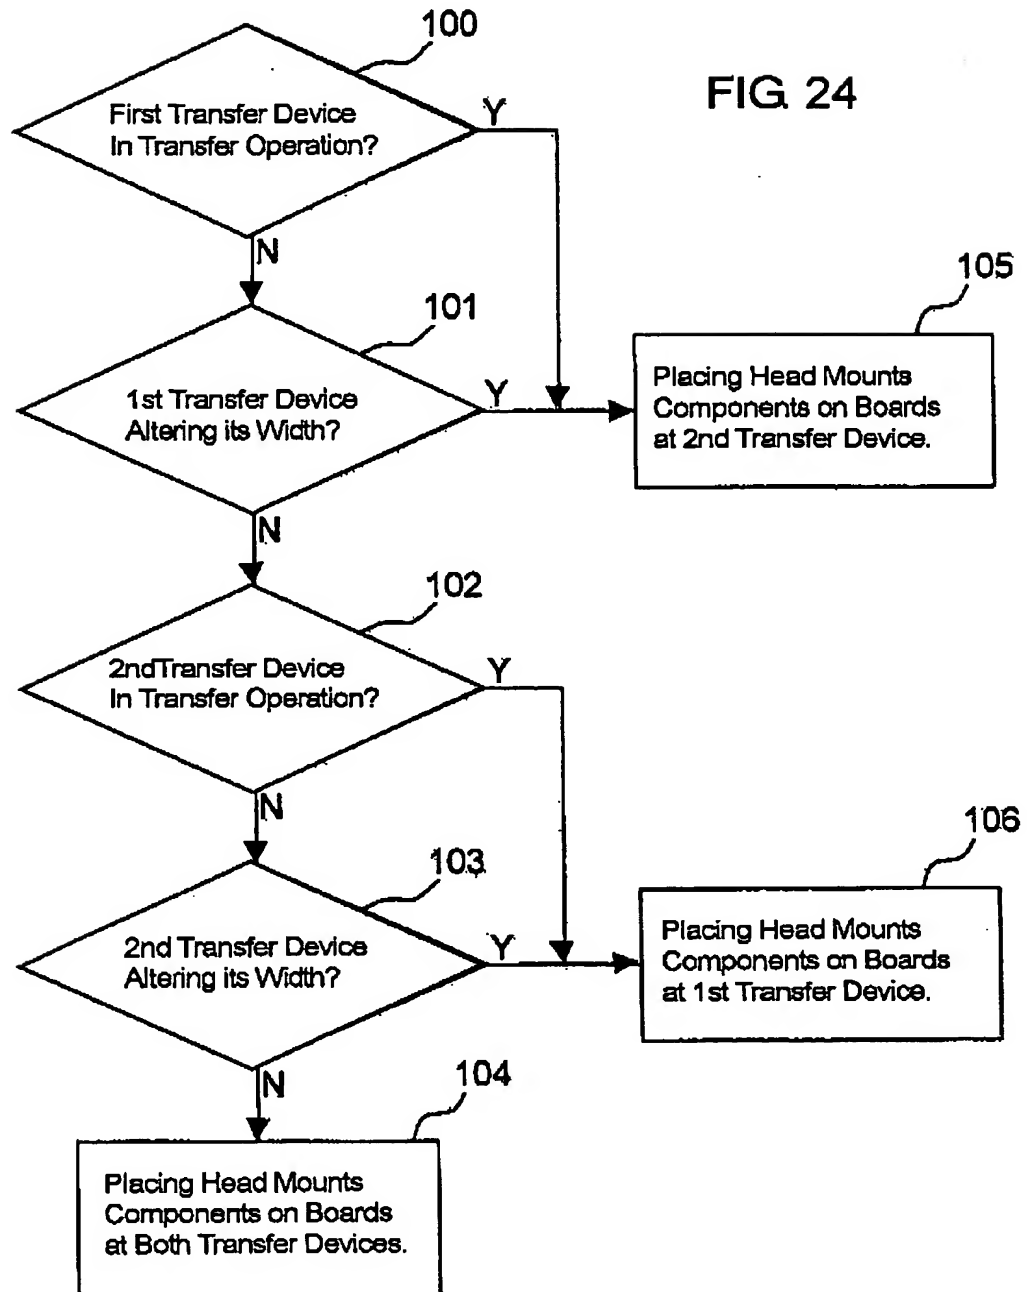 100
FIG 24
First Transfer Device
In Transfer Operation?
Y
N
101
105
1st Transfer Device
Altering its Width?
Y
Placing Head Mounts
Components on Boards
at 2nd Transfer Device.
N
102
2ndTransfer Device
In Transfer Operation?
Y
N
103
106
2nd Transfer Device
Altering its Width?
Y
Placing Head Mounts
Components on Boards
at 1st Transfer Device.
N
104
Placing Head Mounts
Components on Boards
at Both Transfer Devices.